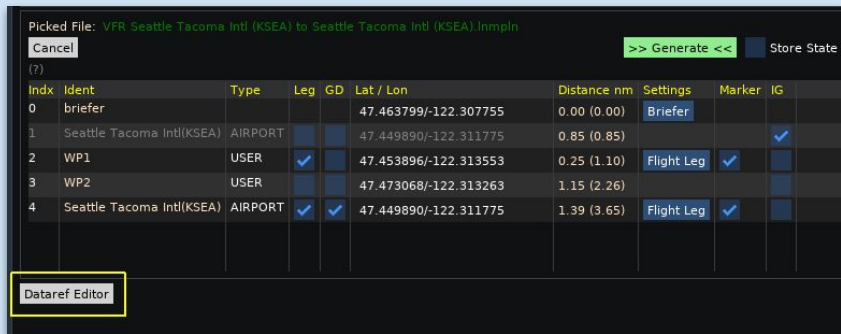 Picked File: VFR Seattle Tacoma Intl (KSEA) to Seattle Tacoma Intl (KSEA).lnmpln
Cancel >> Generate << Store State
(?)
Indx Ident Type Leg GD Lat / Lon Distance nm Settings Marker IG
0 briefer 47.463799/-122.307755 0.00 (0.00) Briefer
1 Seattle Tacoma Intl(KSEA) AIRPORT 47.449890/-122.311775 0.85 (0.85)
2 WP1 USER 47.453896/-122.313553 0.25 (1.10) Flight Leg
3 WP2 USER 47.473068/-122.313263 1.15 (2.26)
4 Seattle Tacoma Intl(KSEA) AIRPORT 47.449890/-122.311775 1.39 (3.65) Flight Leg
Dataref Editor